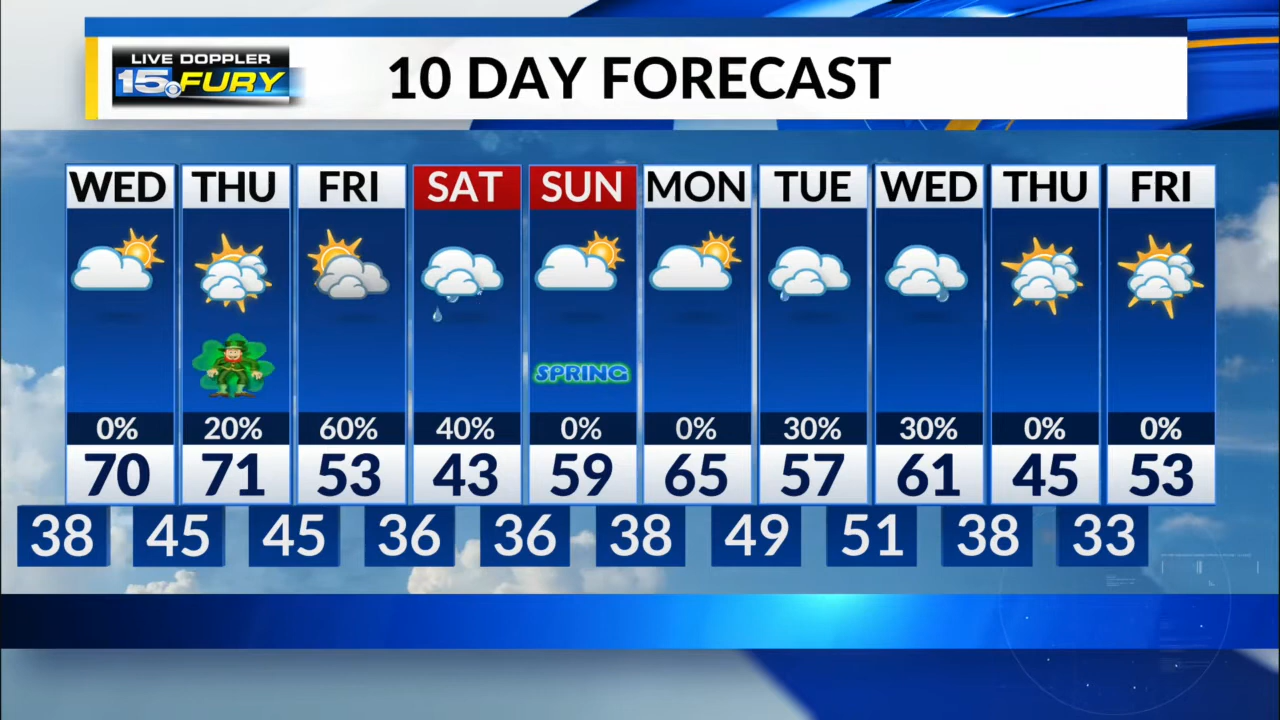 LIVE DOPPLER
15 FURY
10 DAY FORECAST
WED THU FRI SAT SUN MON TUE WED THU FRI
SPRING
0% 20% 60% 40% 0% 0% 30% 30% 0% 0%
70 71 53 43 59 65 57 61 45 53
38 45 45 36 36 38 49 51 38 33